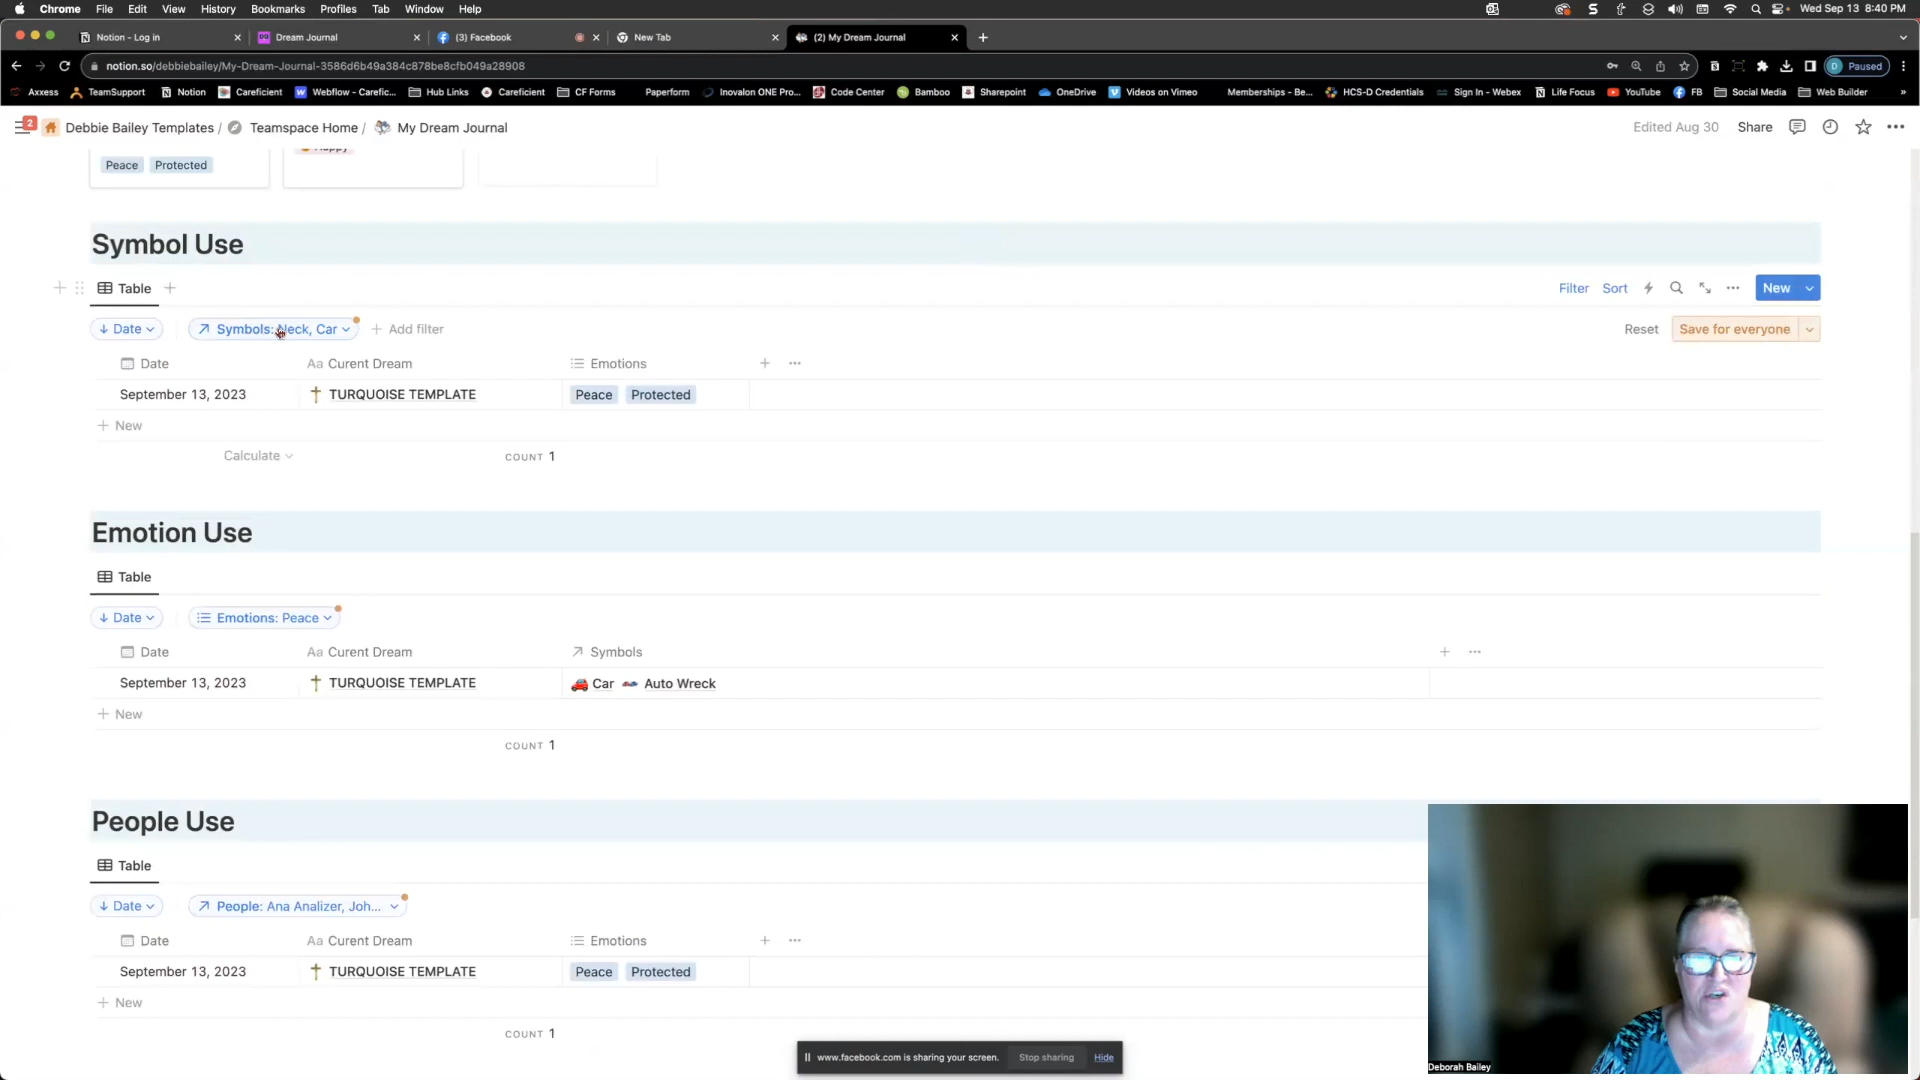 Chrome File Edit View History Bookmarks Profiles Tab Window Help Wed Sep 13 8:40 PM
Notion - Log in Dream Journal (3) Facebook New Tab (2) My Dream Journal
notion.so/debbiebailey/My-Dream-Journal-3586d6b49a384c878be8cfb049a28908 D Paused
Axxess TeamSupport Notion Careficient Webflow - Carefic... Hub Links Careficient CF Forms Paperform Inovalon ONE Pro... Code Center Bamboo Sharepoint OneDrive Videos on Vimeo Memberships - Be... HCS-D Credentials Sign In - Webex Life Focus YouTube FB Social Media Web Builder »
2 Debbie Bailey Templates / Teamspace Home / My Dream Journal Edited Aug 30 Share
Peace Protected Happy
Symbol Use
Table Filter Sort New
Date Symbols: Neck, Car Add filter Reset Save for everyone
Date Aa Curent Dream Emotions
September 13, 2023 TURQUOISE TEMPLATE Peace Protected
New
Calculate COUNT 1
Emotion Use
Table
Date Emotions: Peace
Date Aa Curent Dream Symbols
September 13, 2023 TURQUOISE TEMPLATE Car Auto Wreck
New
COUNT 1
People Use
Table
Date People: Ana Analizer, Joh...
Date Aa Curent Dream Emotions
September 13, 2023 TURQUOISE TEMPLATE Peace Protected
New
COUNT 1
www.facebook.com is sharing your screen. Stop sharing Hide
Deborah Bailey